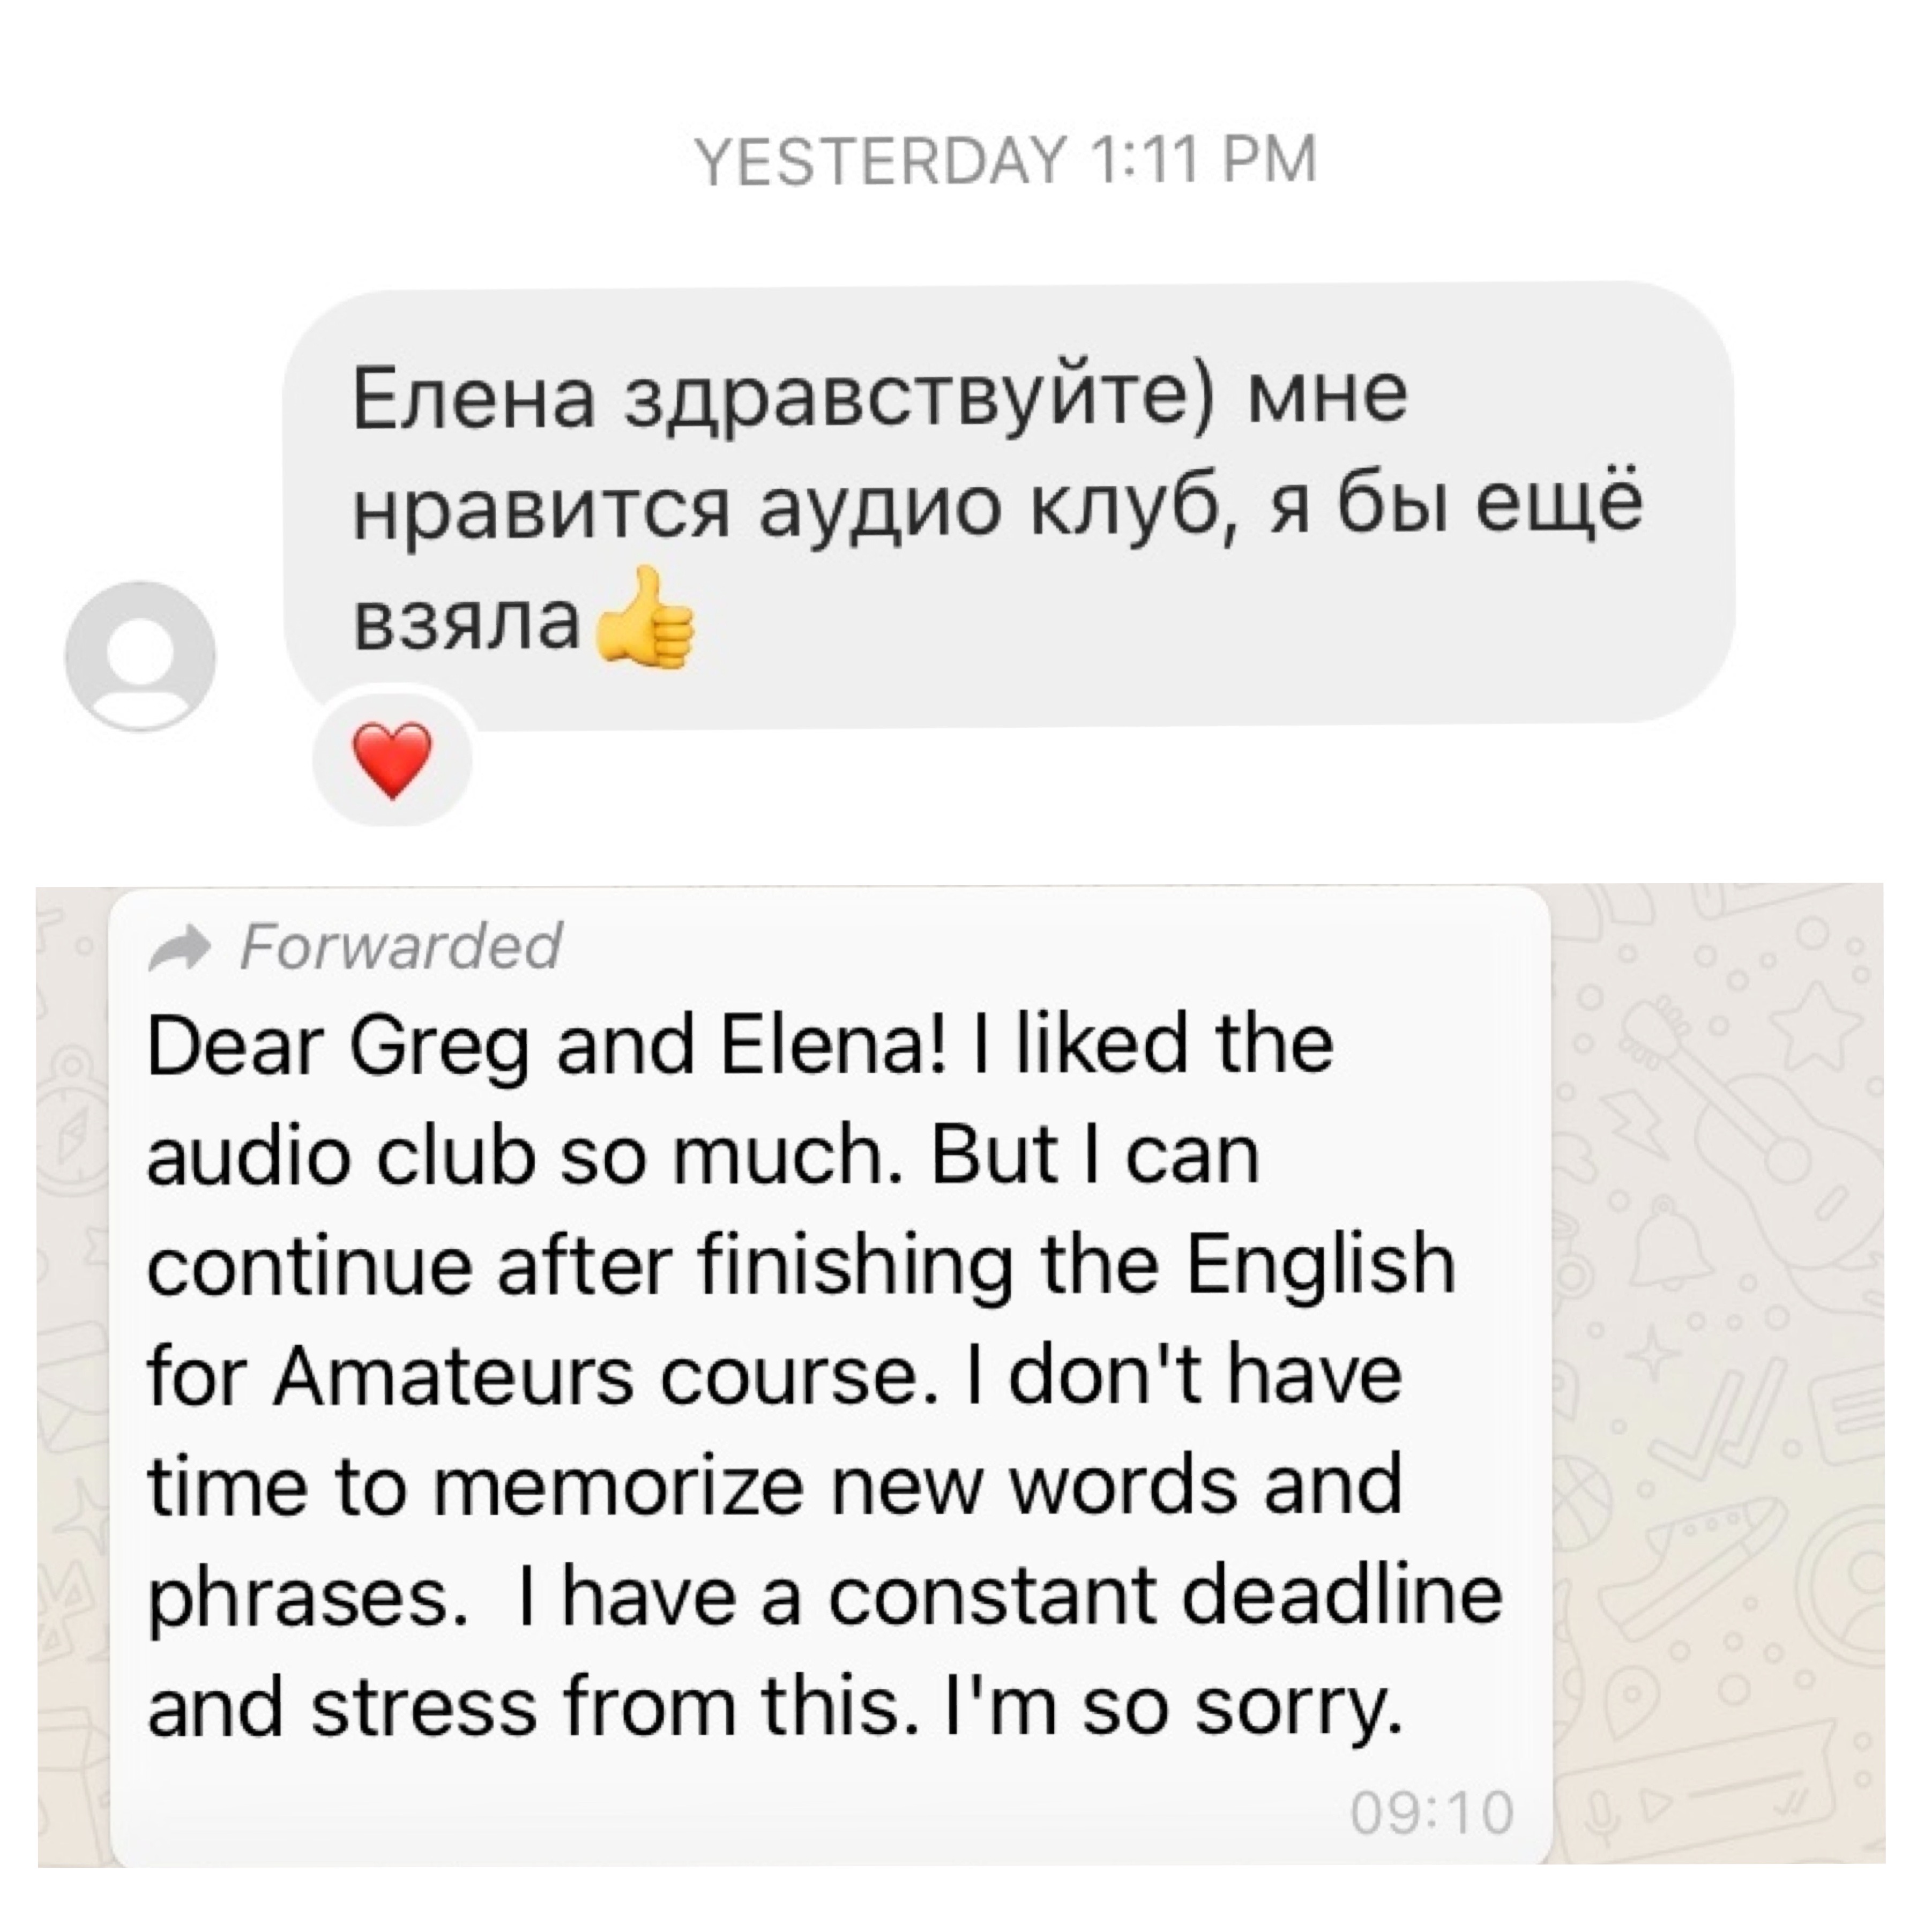 YESTERDAY 1:11 PM
Елена здравствуйте) мне
нравится аудио клуб, я бы ещё
взяла👍
❤️
Forwarded
Dear Greg and Elena! I liked the
audio club so much. But I can
continue after finishing the English
for Amateurs course. I don't have
time to memorize new words and
phrases.  I have a constant deadline
and stress from this. I'm so sorry.
09:10